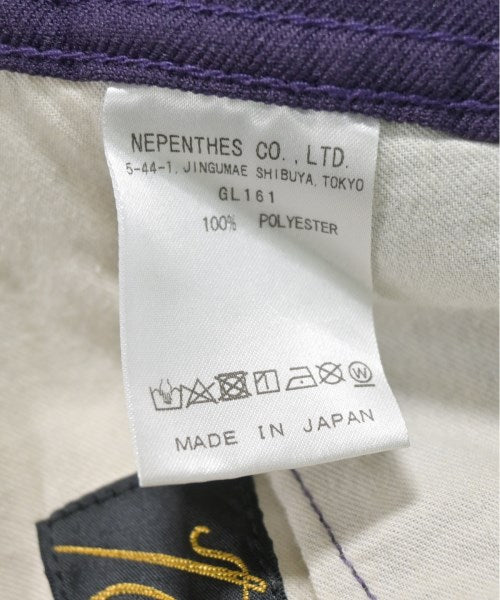 NEPENTHES CO., LTD.
5-44-1, JINGUMAE SHIBUYA, TOKYO
GL161
100% POLYESTER
W
MADE IN JAPAN